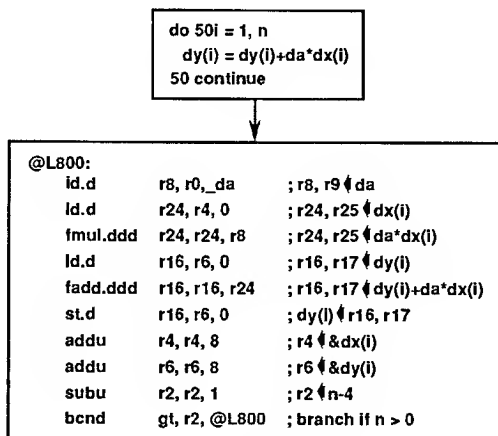 do 50i = 1, n
dy(i) = dy(i)+da*dx(i)
50 continue
@L800:
ld.d r8, r0,_da ; r8, r9 ← da
ld.d r24, r4, 0 ; r24, r25 ← dx(i)
fmul.ddd r24, r24, r8 ; r24, r25 ← da*dx(i)
ld.d r16, r6, 0 ; r16, r17 ← dy(i)
fadd.ddd r16, r16, r24 ; r16, r17 ← dy(i)+da*dx(i)
st.d r16, r6, 0 ; dy(i) ← r16, r17
addu r4, r4, 8 ; r4 ← &dx(i)
addu r6, r6, 8 ; r6 ← &dy(i)
subu r2, r2, 1 ; r2 ← n-4
bcnd gt, r2, @L800 ; branch if n > 0